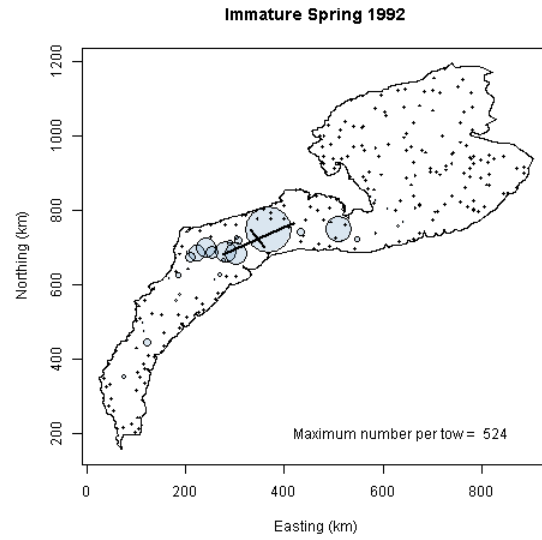 Immature Spring 1992
1200
1000
800
600
400
200
Northing (km)
Maximum number per tow = 524
0
200
400
600
800
Easting (km)